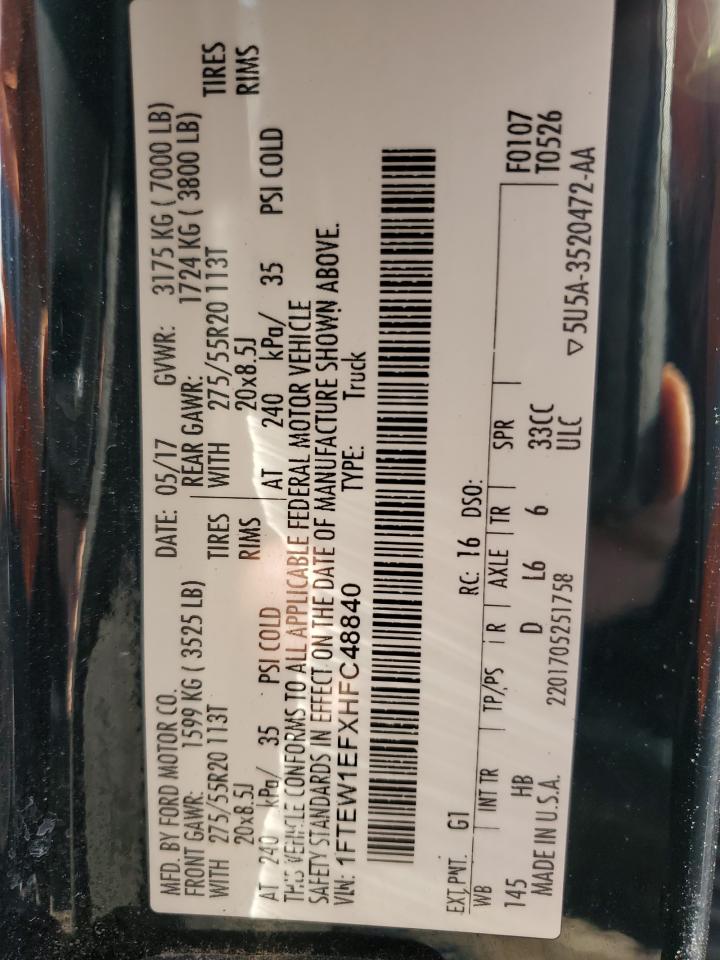 MFD. BY FORD MOTOR CO. DATE: 05/17 GVWR: 3175 KG ( 7000 LB)
FRONT GAWR: 1599 KG ( 3525 LB) REAR GAWR: 1724 KG ( 3800 LB)
WITH 275/55R20 113T TIRES WITH 275/55R20 113T TIRES
20x8.5J RIMS 20x8.5J RIMS
AT 240 kPa/ 35 PSI COLD AT 240 kPa/ 35 PSI COLD
THIS VEHICLE CONFORMS TO ALL APPLICABLE FEDERAL MOTOR VEHICLE
SAFETY STANDARDS IN EFFECT ON THE DATE OF MANUFACTURE SHOWN ABOVE.
VIN: 1FTEW1EFXHFC48840 TYPE: Truck
EXT.PNT. G1 RC: 16 DSO:
WB INT TR TP/PS R AXLE TR SPR F0107
145 HB D L6 6 33CC T0526
MADE IN U.S.A. 2201705251758 ULC ▽5U5A-3520472-AA